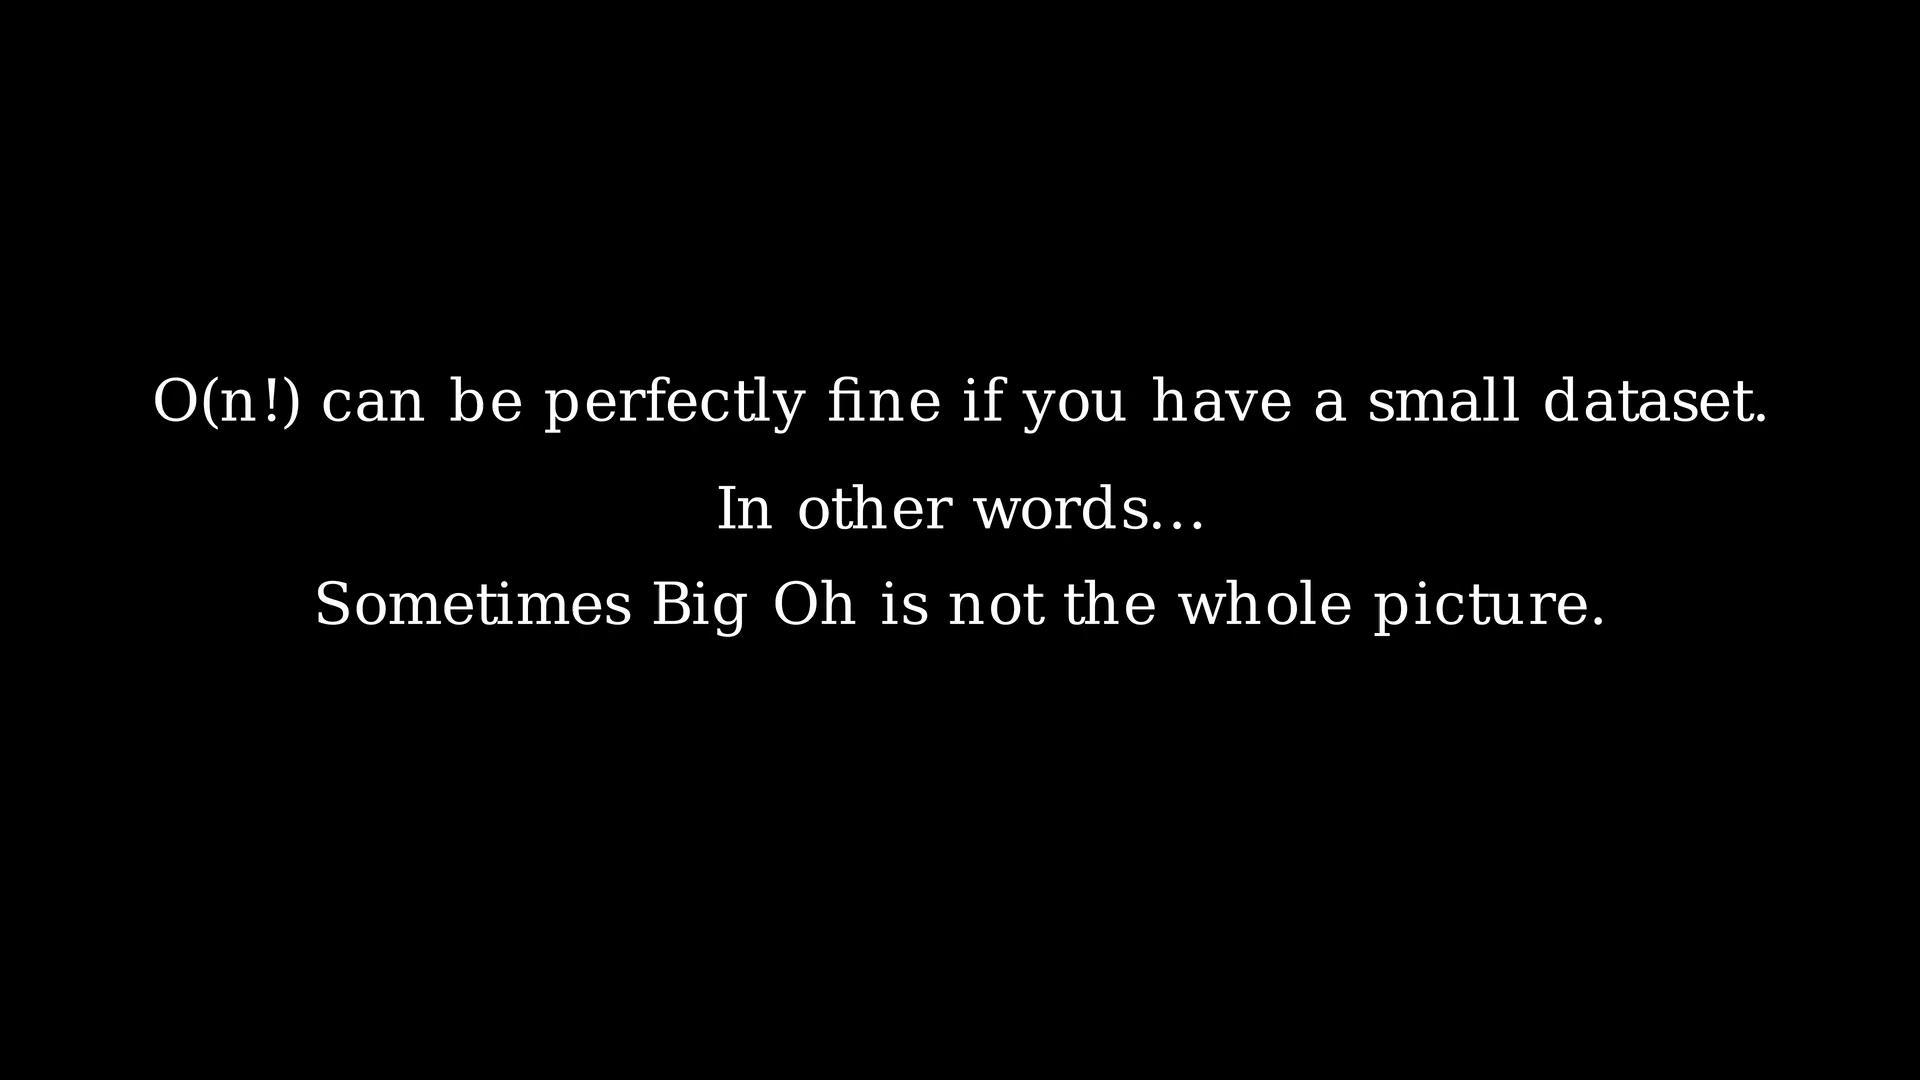 O(n!) can be perfectly fine if you have a small dataset.
In other words...
Sometimes Big Oh is not the whole picture.